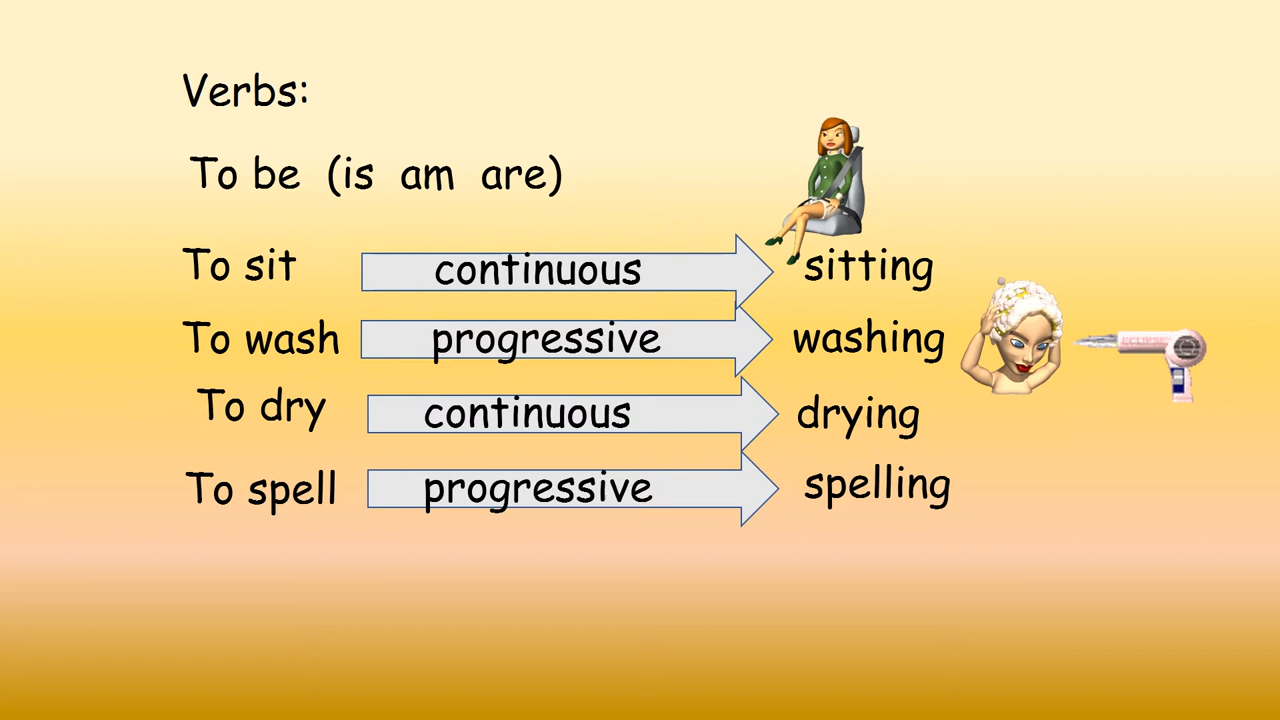 Verbs:
To be (is am are)
To sit continuous sitting
To wash progressive washing
To dry continuous drying
To spell progressive spelling